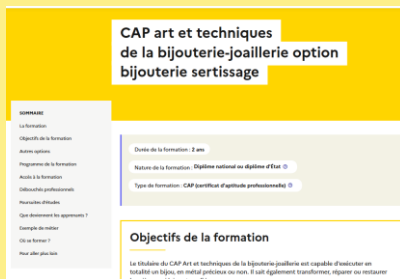 CAP art et techniques
de la bijouterie-joaillerie option
bijouterie sertissage
SOMMAIRE
La formation
Objectifs de la formation
Autres options
Programme de la formation
Accès à la formation
Débouchés professionnels
Poursuites d'études
Que deviennent les apprenants ?
Exemple de métier
Où se former ?
Pour aller plus loin
Durée de la formation : 2 ans
Nature de la formation : Diplôme national ou diplôme d'État
Type de formation : CAP (certificat d'aptitude professionnelle)
Objectifs de la formation
Le titulaire du CAP Art et techniques de la bijouterie-joaillerie est capable d'exécuter en
totalité un bijou, en métal précieux ou non. Il sait également transformer, réparer ou restaurer